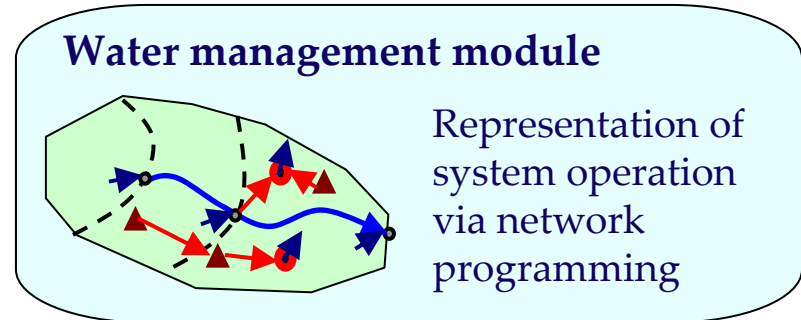 Water management module
Representation of
system operation
via network
programming